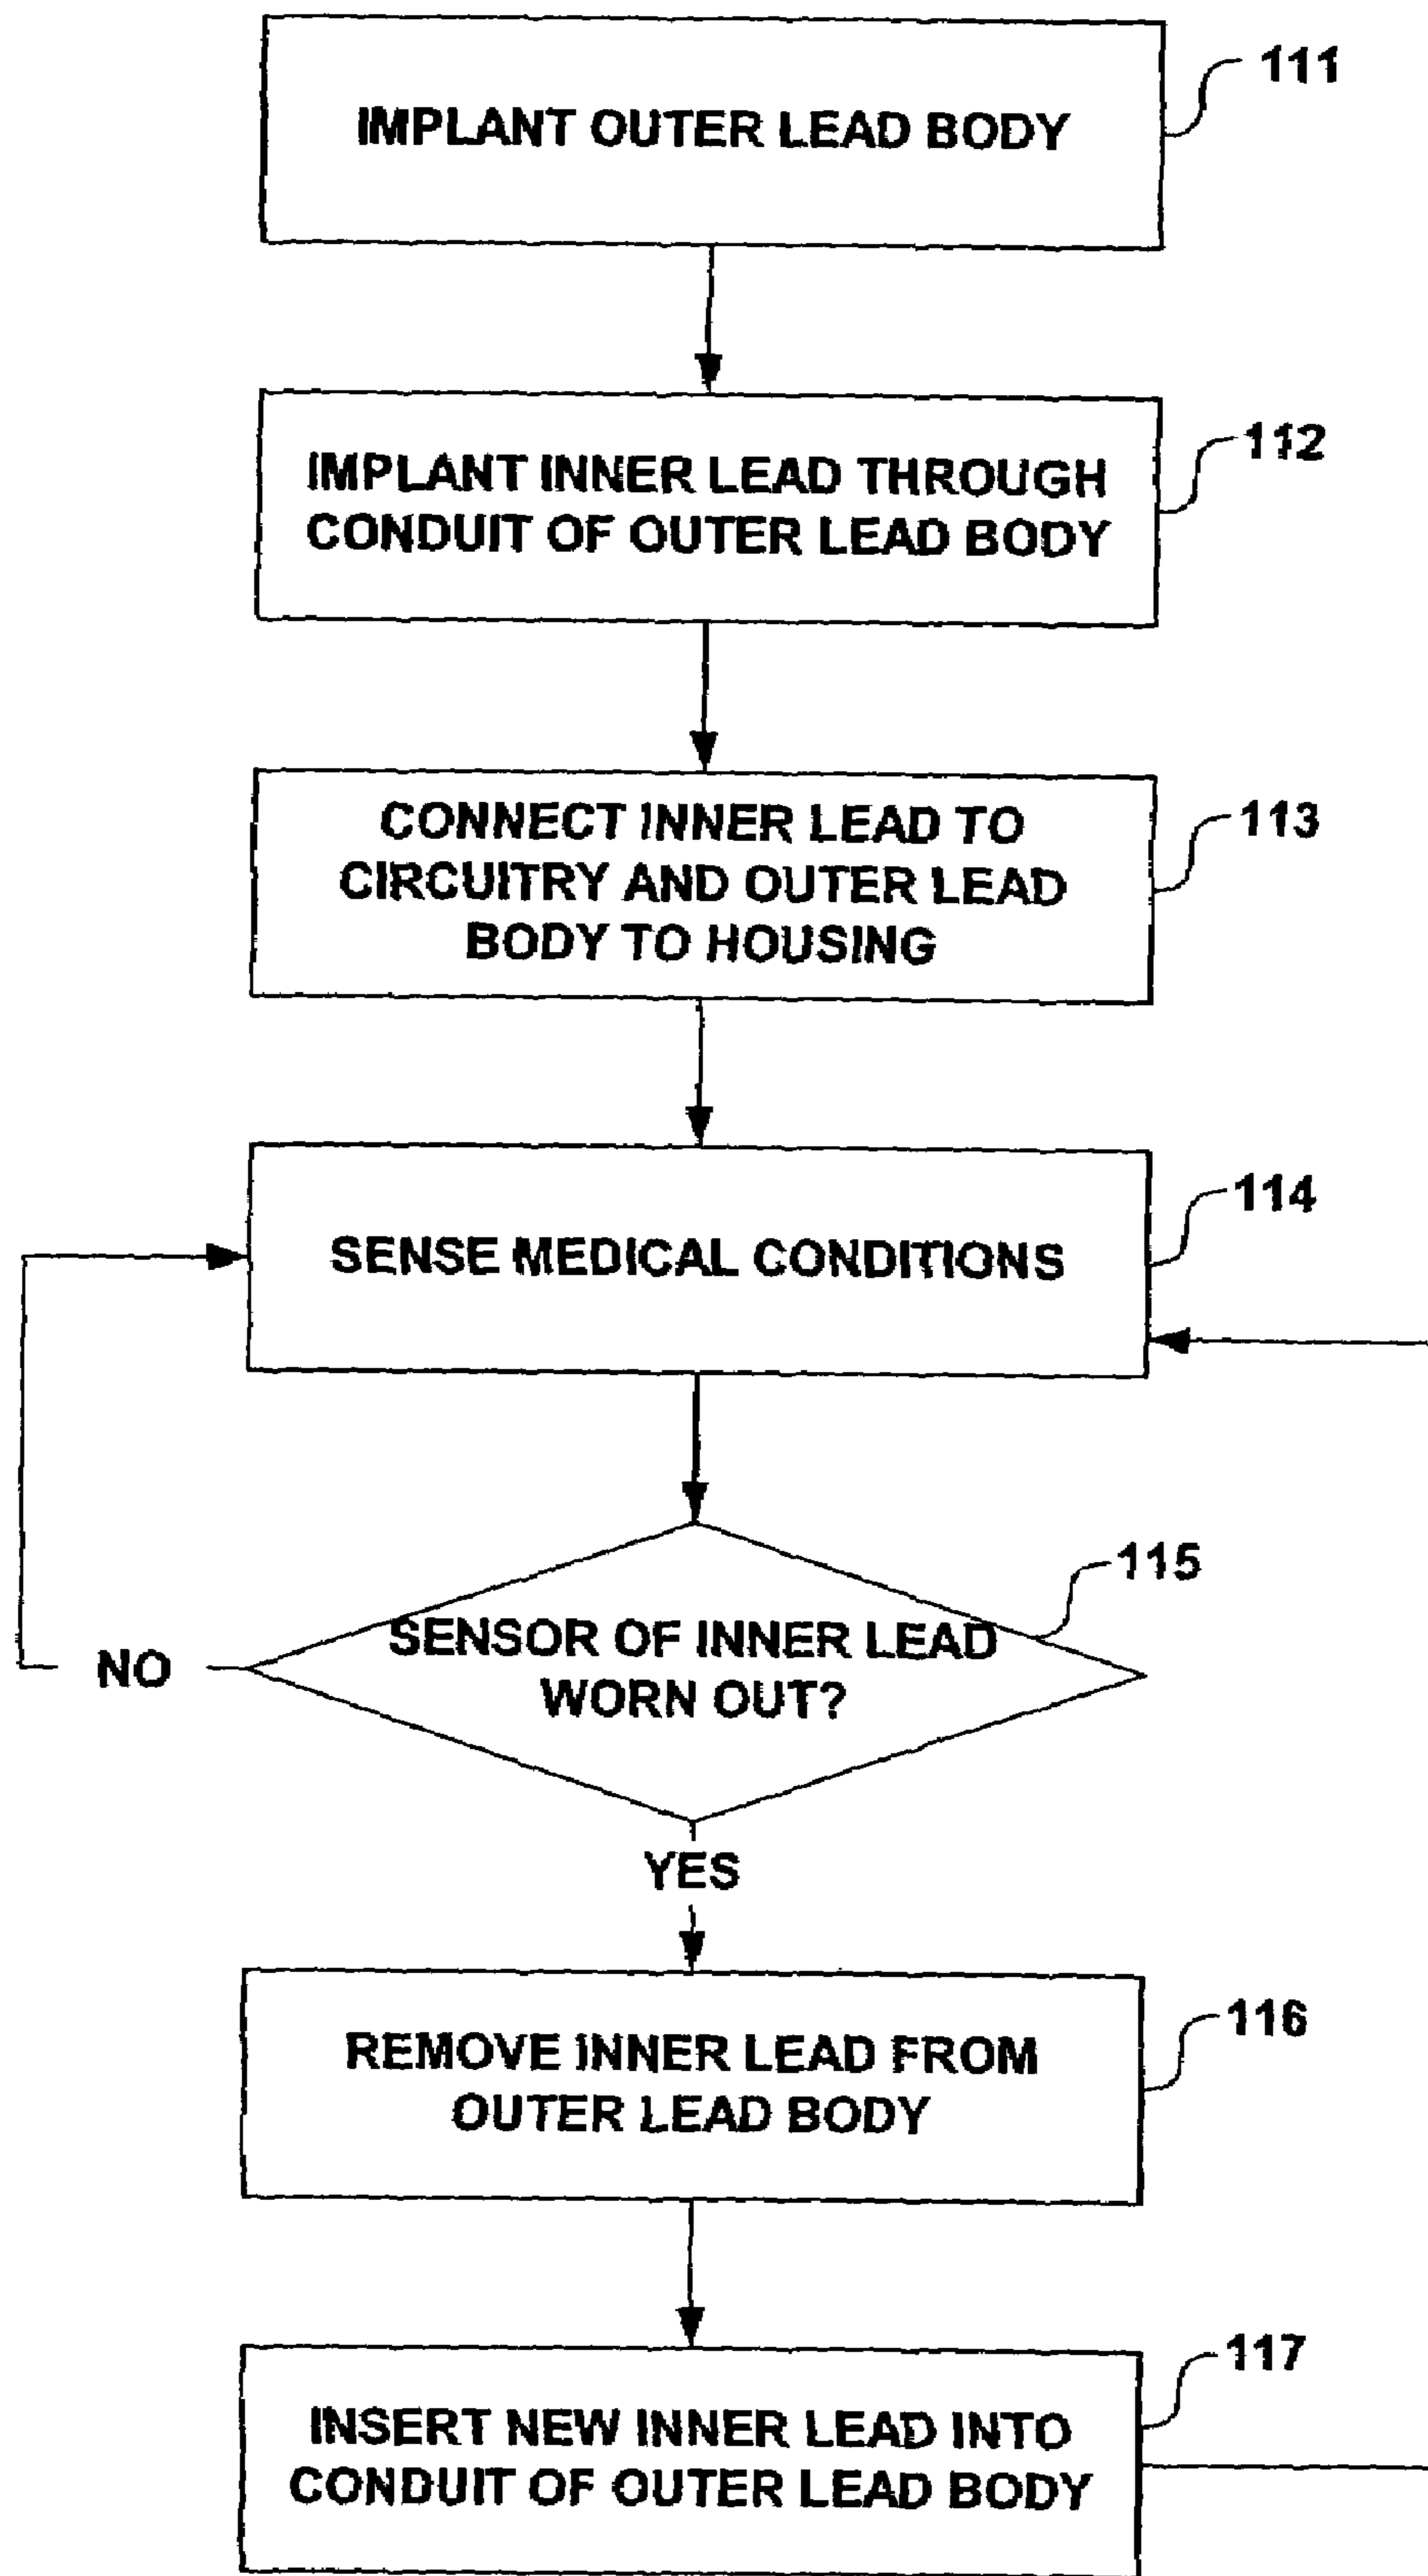 111
IMPLANT OUTER LEAD BODY
112
IMPLANT INNER LEAD THROUGH
CONDUIT OF OUTER LEAD BODY
113
CONNECT INNER LEAD TO
CIRCUITRY AND OUTER LEAD
BODY TO HOUSING
114
SENSE MEDICAL CONDITIONS
115
SENSOR OF INNER LEAD
WORN OUT?
NO
YES
116
REMOVE INNER LEAD FROM
OUTER LEAD BODY
117
INSERT NEW INNER LEAD INTO
CONDUIT OF OUTER LEAD BODY